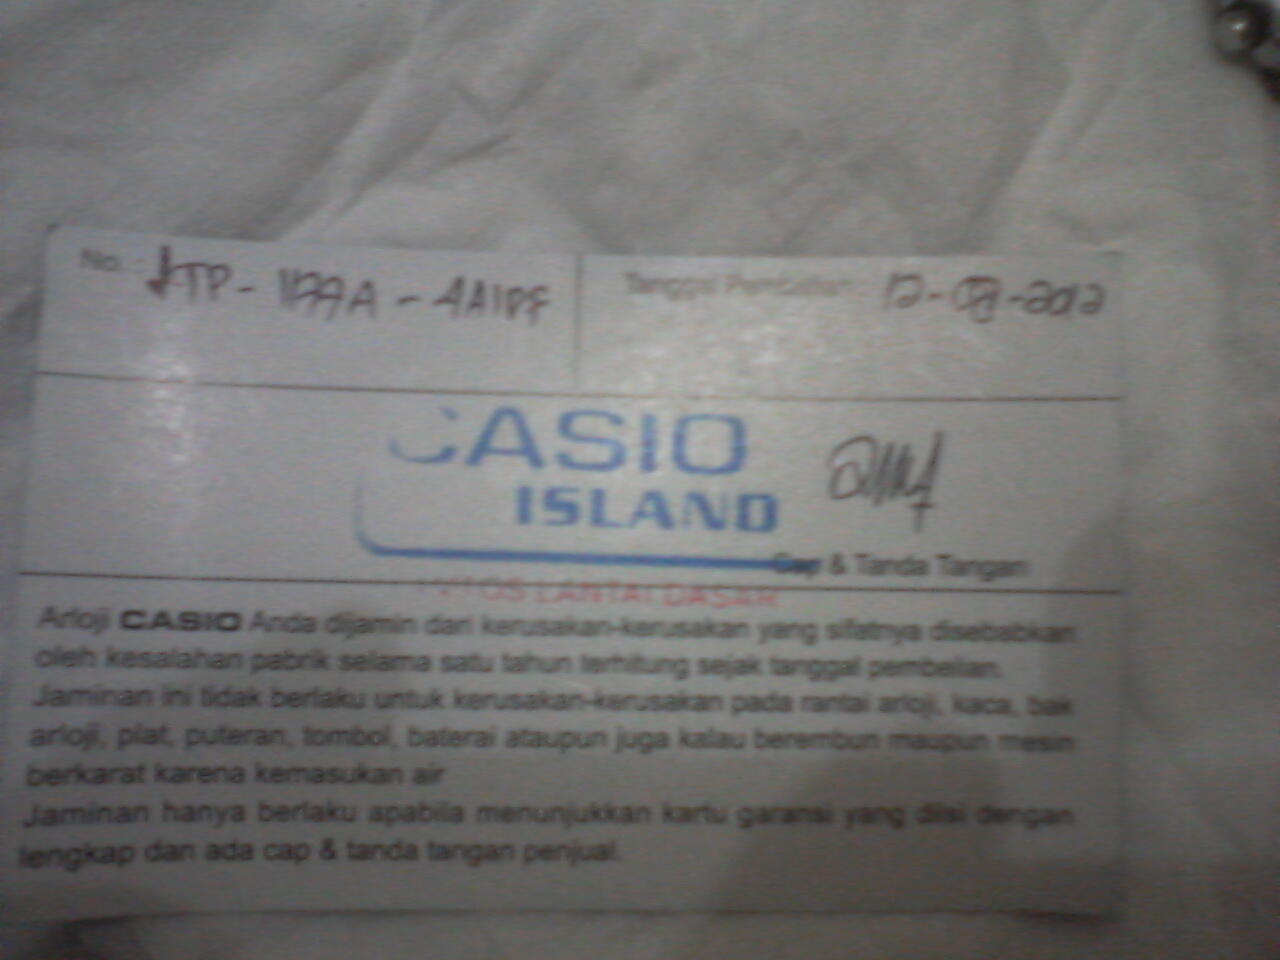 No. LTP-1177A-4A1DF
Tanggal Pembelian: 12-08-2012
CASIO
ISLAND
Cap & Tanda Tangan
LANTAI DASAR
Arloji CASIO Anda dijamin dari kerusakan-kerusakan yang sifatnya disebabkan
oleh kesalahan pabrik selama satu tahun terhitung sejak tanggal pembelian.
Jaminan ini tidak berlaku untuk kerusakan-kerusakan pada rantai arloji, kaca, bak
arloji, plat, puteran, tombol, baterai ataupun juga kalau berembun maupun mesin
berkarat karena kemasukan air
Jaminan hanya berlaku apabila menunjukkan kartu garansi yang diisi dengan
lengkap dan ada cap & tanda tangan penjual.